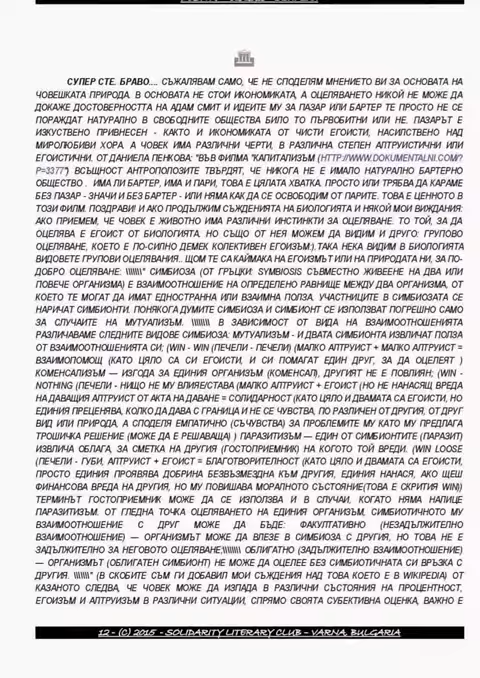 СУПЕР СТЕ. БРАВО.... СЪЖАЛЯВАМ САМО, ЧЕ НЕ СПОДЕЛЯМ МНЕНИЕТО ВИ ЗА ОСНОВАТА НА
ЧОВЕШКАТА ПРИРОДА. В ОСНОВАТА НЕ СТОИ ИКОНОМИКАТА, А ОЦЕЛЯВАНЕТО НИКОЙ НЕ МОЖЕ ДА
ДОКАЖЕ ДОСТОВЕРНОСТТА НА АДАМ СМИТ И ИДЕИТЕ МУ ЗА ПАЗАР ИЛИ БАРТЕР ТЕ ПРОСТО НЕ СЕ
ПОРАЖДАТ НАТУРАЛНО В СВОБОДНИТЕ ОБЩЕСТВА БИЛО ТО ПЪРВОБИТНИ ИЛИ НЕ. ПАЗАРЪТ Е
ИЗКУСТВЕНО ПРИВНЕСЕН - КАКТО И ИКОНОМИКАТА ОТ ЧИСТИ ЕГОИСТИ, НАСИЛСТВЕНО НАД
МИРОЛЮБИВИ ХОРА. А ЧОВЕК ИМА РАЗЛИЧНИ ЧЕРТИ, В РАЗЛИЧНА СТЕПЕН АЛТРУИСТИЧНИ ИЛИ
ЕГОИСТИЧНИ. ОТ ДАНИЕЛА ПЕНКОВА: "ВЪВ ФИЛМА "КАПИТАЛИЗЪМ (HTTP://WWW.DOKUMENTALNI.COM/?
P=3377") ВСЪЩНОСТ АНТРОПОЛОЗИТЕ ТВЪРДЯТ, ЧЕ НИКОГА НЕ Е ИМАЛО НАТУРАЛНО БАРТЕРНО
ОБЩЕСТВО . ИМА ЛИ БАРТЕР, ИМА И ПАРИ, ТОВА Е ЦЯЛАТА ХВАТКА. ПРОСТО ИЛИ ТРЯБВА ДА КАРАМЕ
БЕЗ ПАЗАР - ЗНАЧИ И БЕЗ БАРТЕР - ИЛИ НЯМА КАК ДА СЕ ОСВОБОДИМ ОТ ПАРИТЕ. ТОВА Е ЦЕННОТО В
ТОЗИ ФИЛМ. ПОЗДРАВИ! И АКО ПРОДЪЛЖИМ СЪЖДЕНИЯТА НА БИОЛОГИЯТА И НЯКОЙ МОИ ВИЖДАНИЯ:
АКО ПРИЕМЕМ, ЧЕ ЧОВЕК Е ЖИВОТНО ИМА РАЗЛИЧНИ ИНСТИНКТИ ЗА ОЦЕЛЯВАНЕ. ТО ТОЙ, ЗА ДА
ОЦЕЛЯВА Е ЕГОИСТ ОТ БИОЛОГИЯТА. НО СЪЩО ОТ НЕЯ МОЖЕМ ДА ВИДИМ И ДРУГО: ГРУПОВО
ОЦЕЛЯВАНЕ, КОЕТО Е ПО-СИЛНО ДЕМЕК КОЛЕКТИВЕН ЕГОИЗЪМ:).ТАКА НЕКА ВИДИМ В БИОЛОГИЯТА
ВИДОВЕТЕ ГРУПОВИ ОЦЕЛЯВАНИЯ.. ЩОМ ТЕ СА КАЙМАКА НА ЕГОИЗМЪТ ИЛИ НА ПРИРОДАТА НИ, ЗА ПО-
ДОБРО ОЦЕЛЯВАНЕ: \\\\\\\" СИМБИОЗА (ОТ ГРЪЦКИ: SYMBIOSIS СЪВМЕСТНО ЖИВЕЕНЕ НА ДВА ИЛИ
ПОВЕЧЕ ОРГАНИЗМА) Е ВЗАИМООТНОШЕНИЕ НА ОПРЕДЕЛЕНО РАВНИЩЕ МЕЖДУ ДВА ОРГАНИЗМА, ОТ
КОЕТО ТЕ МОГАТ ДА ИМАТ ЕДНОСТРАННА ИЛИ ВЗАИМНА ПОЛЗА. УЧАСТНИЦИТЕ В СИМБИОЗАТА СЕ
НАРИЧАТ СИМБИОНТИ. ПОНЯКОГА ДУМИТЕ СИМБИОЗА И СИМБИОНТ СЕ ИЗПОЛЗВАТ ПОГРЕШНО САМО
ЗА СЛУЧАИТЕ НА МУТУАЛИЗЪМ. \\\\\\\ В ЗАВИСИМОСТ ОТ ВИДА НА ВЗАИМООТНОШЕНИЯТА
РАЗЛИЧАВАМЕ СЛЕДНИТЕ ВИДОВЕ СИМБИОЗА: МУТУАЛИЗЪМ - И ДВАТА СИМБИОНТА ИЗВЛИЧАТ ПОЛЗА
ОТ ВЗАИМООТНОШЕНИЯТА СИ; (WIN - WIN (ПЕЧЕЛИ - ПЕЧЕЛИ) (МАЛКО АЛТРУИСТ + МАЛКО АЛТРУИСТ =
ВЗАИМОПОМОЩ (КАТО ЦЯЛО СА СИ ЕГОИСТИ, И СИ ПОМАГАТ ЕДИН ДРУГ, ЗА ДА ОЦЕЛЕЯТ )
КОМЕНСАЛИЗЪМ — ИЗГОДА ЗА ЕДИНИЯ ОРГАНИЗЪМ (КОМЕНСАЛ), ДРУГИЯТ НЕ Е ПОВЛИЯН; (WIN -
NOTHING (ПЕЧЕЛИ - НИЩО НЕ МУ ВЛИЯЕ/СТАВА (МАЛКО АЛТРУИСТ + ЕГОИСТ (НО НЕ НАНАСЯЩ ВРЕДА
НА ДАВАЩИЯ АЛТРУИСТ ОТ АКТА НА ДАВАНЕ = СОЛИДАРНОСТ (КАТО ЦЯЛО И ДВАМАТА СА ЕГОИСТИ, НО
ЕДИНИЯ ПРЕЦЕНЯВА, КОЛКО ДА ДАВА С ГРАНИЦА И НЕ СЕ ЧУВСТВА, ПО РАЗЛИЧЕН ОТ ДРУГИЯ, ОТ ДРУГ
ВИД ИЛИ ПРИРОДА, А СПОДЕЛЯ ЕМПАТИЧНО (СЪЧУВСТВА) ЗА ПРОБЛЕМИТЕ МУ КАТО МУ ПРЕДЛАГА
ТРОШИЧКА РЕШЕНИЕ (МОЖЕ ДА Е РЕШАВАЩА) ) ПАРАЗИТИЗЪМ — ЕДИН ОТ СИМБИОНТИТЕ (ПАРАЗИТ)
ИЗВЛИЧА ОБЛАГА, ЗА СМЕТКА НА ДРУГИЯ (ГОСТОПРИЕМНИК) НА КОГОТО ТОЙ ВРЕДИ. (WIN LOOSE
(ПЕЧЕЛИ - ГУБИ, АЛТРУИСТ + ЕГОИСТ = БЛАГОТВОРИТЕЛНОСТ (КАТО ЦЯЛО И ДВАМАТА СА ЕГОИСТИ,
ПРОСТО ЕДИНИЯ ПРОЯВЯВА ДОБРИНА БЕЗВЪЗМЕЗДНА КЪМ ДРУГИЯ, ЕДИНИЯ НАНАСЯ, АКО ЩЕШ
ФИНАНСОВА ВРЕДА НА ДРУГИЯ, НО МУ ПОВИШАВА МОРАЛНОТО СЪСТОЯНИЕ(ТОВА Е СКРИТИЯ WIN))
ТЕРМИНЪТ ГОСТОПРИЕМНИК МОЖЕ ДА СЕ ИЗПОЛЗВА И В СЛУЧАИ, КОГАТО НЯМА НАЛИЦЕ
ПАРАЗИТИЗЪМ. ОТ ГЛЕДНА ТОЧКА ОЦЕЛЯВАНЕТО НА ЕДИНИЯ ОРГАНИЗЪМ, СИМБИОТИЧНОТО МУ
ВЗАИМООТНОШЕНИЕ С ДРУГ МОЖЕ ДА БЪДЕ: ФАКУЛТАТИВНО (НЕЗАДЪЛЖИТЕЛНО
ВЗАИМООТНОШЕНИЕ) — ОРГАНИЗМЪТ МОЖЕ ДА ВЛЕЗЕ В СИМБИОЗА С ДРУГИЯ, НО ТОВА НЕ Е
ЗАДЪЛЖИТЕЛНО ЗА НЕГОВОТО ОЦЕЛЯВАНЕ;\\\\\\\ ОБЛИГАТНО (ЗАДЪЛЖИТЕЛНО ВЗАИМООТНОШЕНИЕ)
— ОРГАНИЗМЪТ (ОБЛИГАТЕН СИМБИОНТ) НЕ МОЖЕ ДА ОЦЕЛЕЕ БЕЗ СИМБИОТИЧНАТА СИ ВРЪЗКА С
ДРУГИЯ. \\\\\\\" (В СКОБИТЕ СЪМ ГИ ДОБАВИЛ МОИ СЪЖДЕНИЯ НАД ТОВА КОЕТО Е В WIKIPEDIA) ОТ
КАЗАНОТО СЛЕДВА, ЧЕ ЧОВЕК МОЖЕ ДА ИЗПАДА В РАЗЛИЧНИ СЪСТОЯНИЯ НА ПРОЦЕНТНОСТ,
ЕГОИЗЪМ И АЛТРУИЗЪМ В РАЗЛИЧНИ СИТУАЦИИ, СПРЯМО СВОЯТА СУБЕКТИВНА ОЦЕНКА, ВАЖНО Е
12 - (C) 2015 - SOLIDARITY LITERARY CLUB – VARNA, BULGARIA